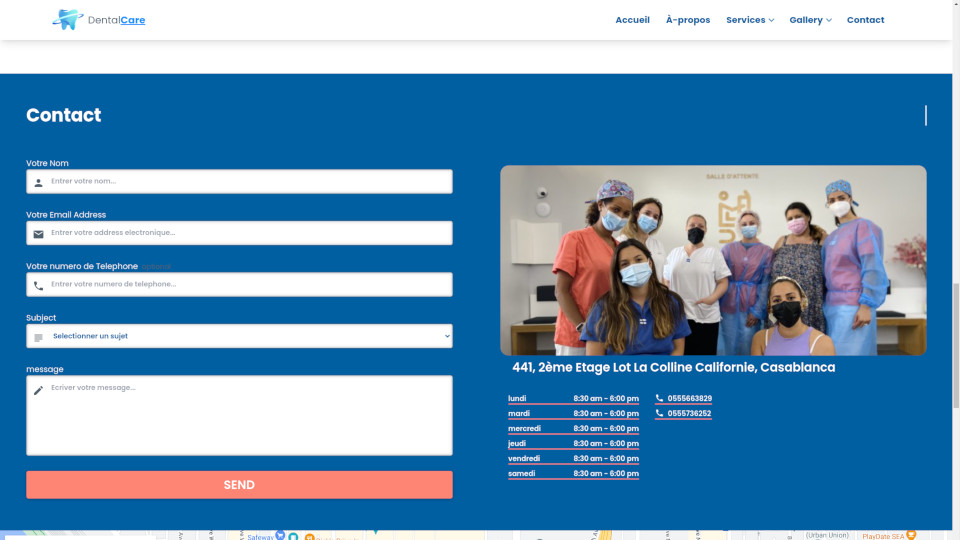 DentalCare
Accueil À-propos Services Gallery Contact
Contact
Votre Nom
Entrer votre nom...
Votre Email Address
Entrer votre address electronique...
Votre numero de Telephone optional
Entrer votre numero de telephone...
Subject
Selectionner un sujet
message
Ecriver votre message...
SEND
SALLE D'ATTENTE
441, 2ème Etage Lot La Colline Californie, Casablanca
lundi 8:30 am - 6:00 pm
mardi 8:30 am - 6:00 pm
mercredi 8:30 am - 6:00 pm
jeudi 8:30 am - 6:00 pm
vendredi 8:30 am - 6:00 pm
samedi 8:30 am - 6:00 pm
0555663829
0555736252
Safeway
(Urban Union)
PlayDate SEA